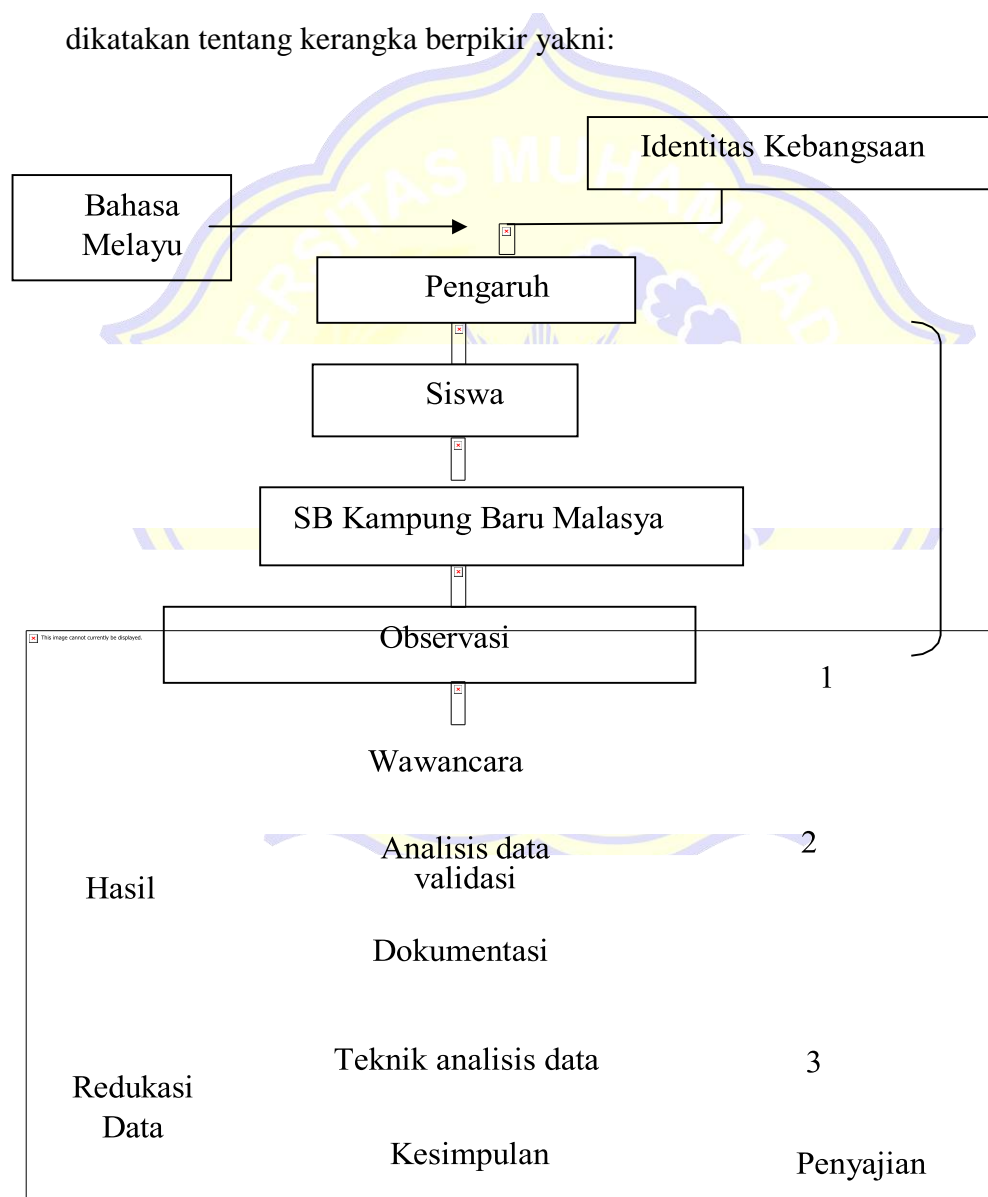 dikatakan tentang kerangka berpikir yakni:
Identitas Kebangsaan
Bahasa
Melayu
Pengaruh
Siswa
SB Kampung Baru Malasya
This image cannot currently be displayed.
Observasi
1
Wawancara
2
Analisis data
validasi
Hasil
Dokumentasi
Teknik analisis data
3
Redukasi
Data
Kesimpulan
Penyajian